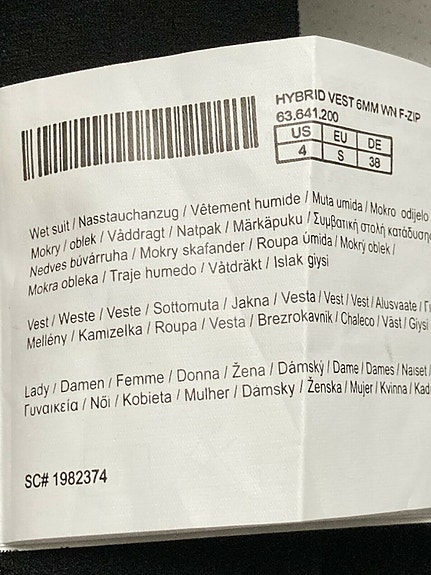 HYBRID VEST 6MM WN F-ZIP
63.641.200
US EU DE
4 S 38
Wet suit / Nasstauchanzug / Vêtement humide / Muta umida / Mokro odijelo
Mokry / oblek / Våddragt / Natpak / Märkäpuku / Συμβατική στολή κατάδυσης
Nedves búvárruha / Mokry skafander / Roupa úmida / Mokrý oblek /
Mokra obleka / Traje humedo / Våtdräkt / Islak giysi
Vest / Weste / Veste / Sottomuta / Jakna / Vesta / Vest / Vest / Alusvaate /
Mellény / Kamizelka / Roupa / Vesta / Brezrokavnik / Chaleco / Väst / Giysi
Lady / Damen / Femme / Donna / Žena / Dámský / Dame / Dames / Naiset /
Γυναικεία / Női / Kobieta / Mulher / Dámsky / Ženska / Mujer / Kvinna / Kad
SC# 1982374